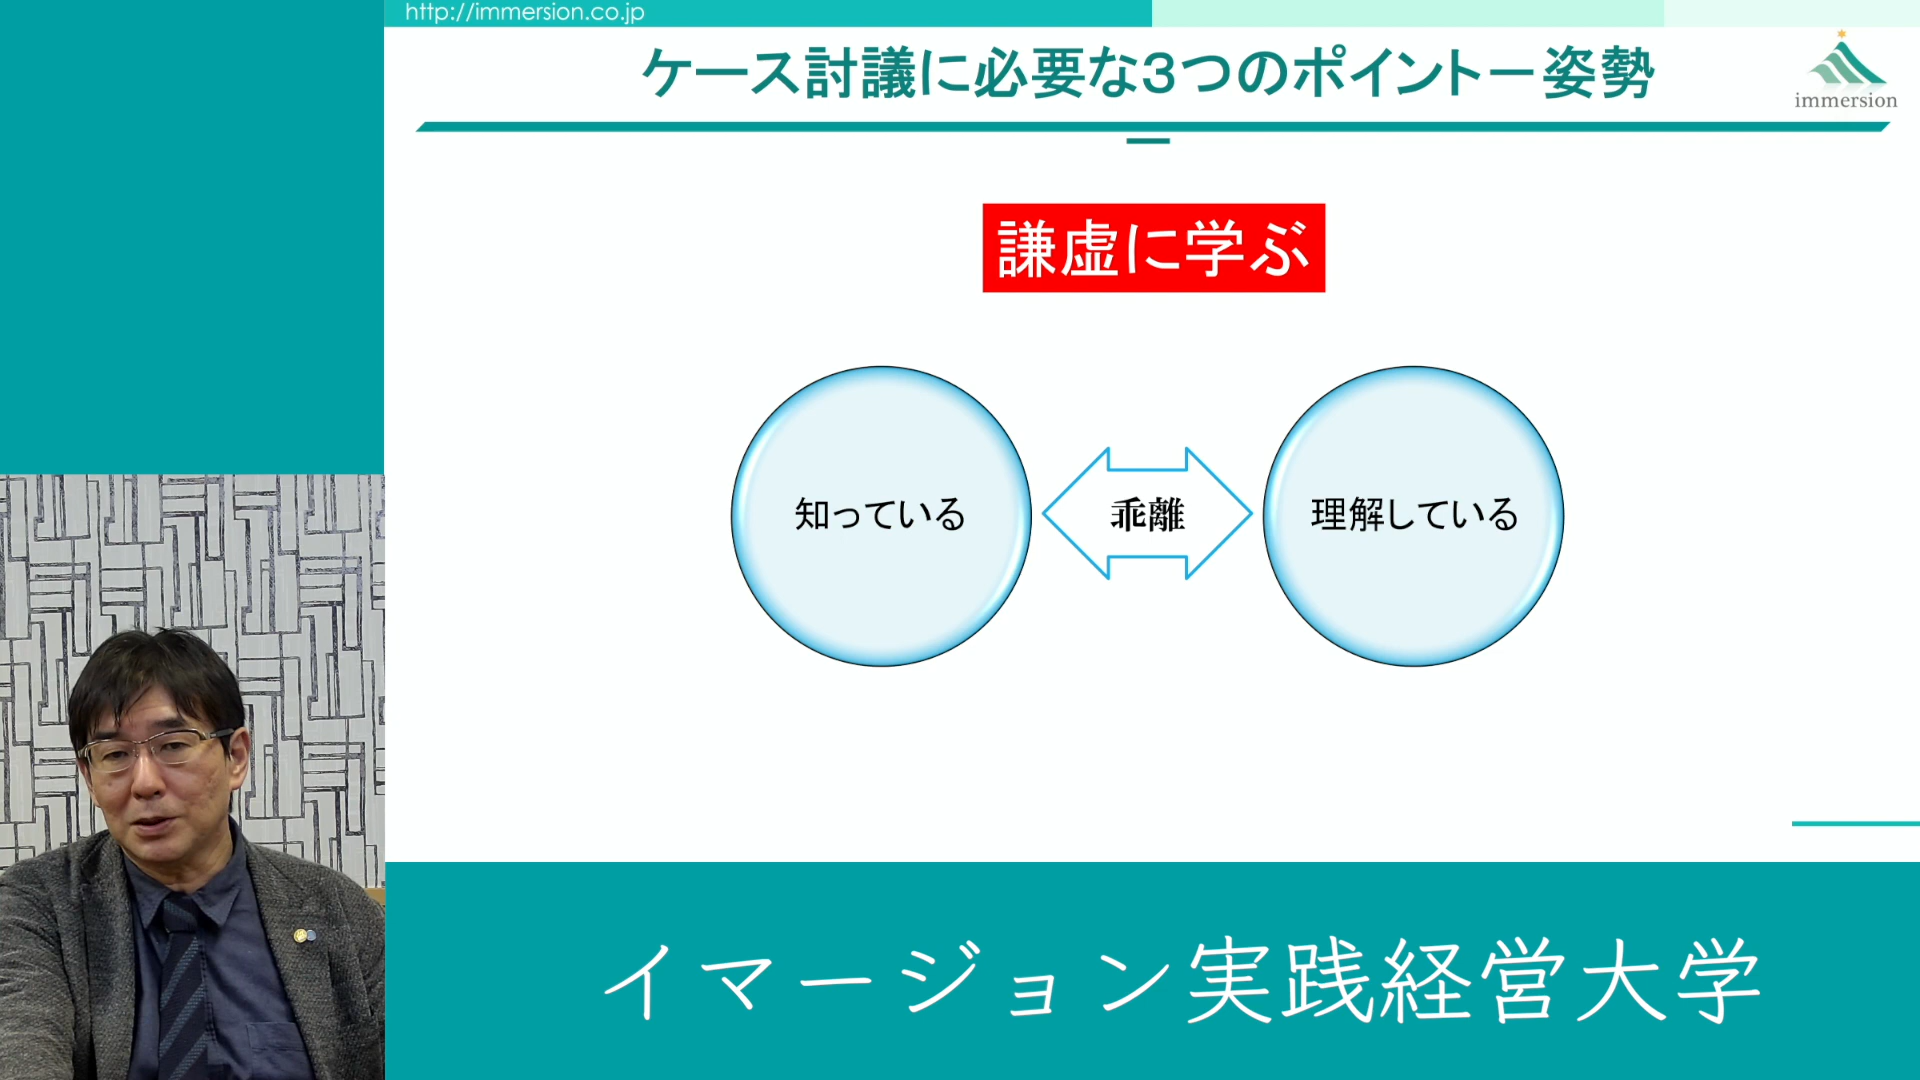 http://immersion.co.jp
ケース討議に必要な3つのポイントー姿勢
ー
immersion
謙虚に学ぶ
知っている
乖離
理解している
イマージョン実践経営大学